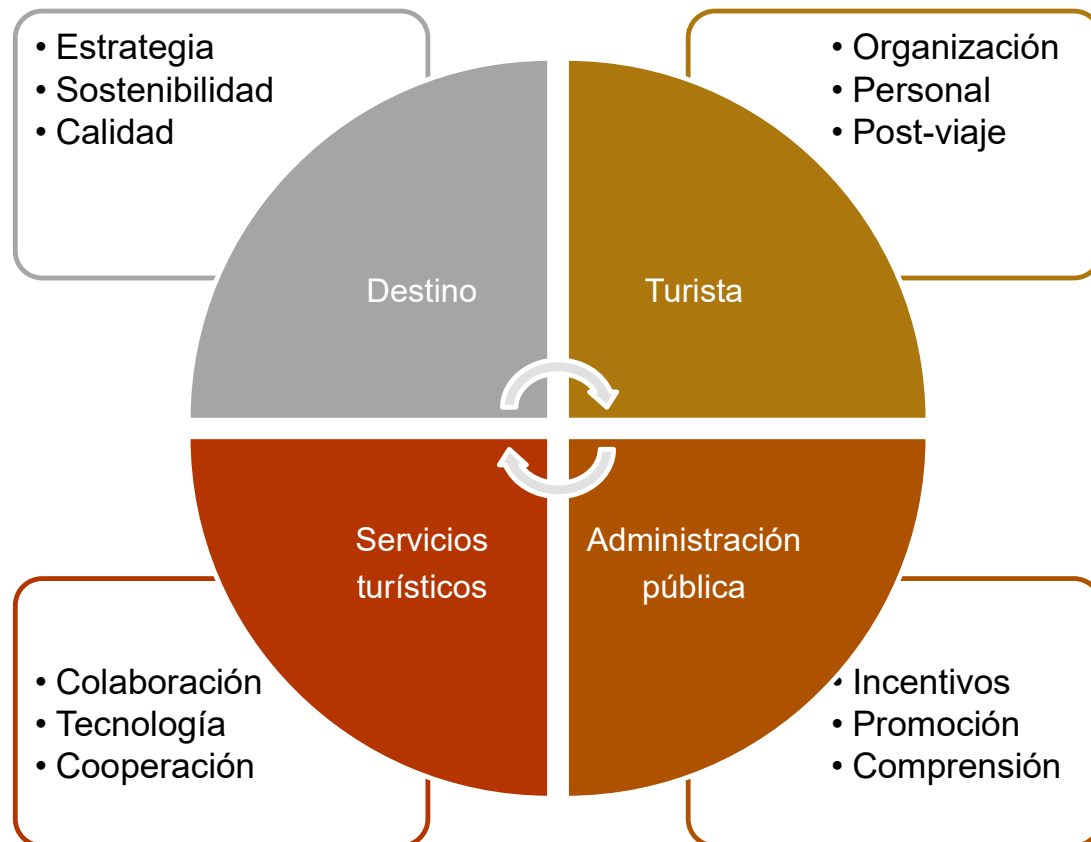 • Estrategia
• Sostenibilidad
• Calidad
• Organización
• Personal
• Post-viaje
Destino
Turista
Servicios
turísticos
Administración
pública
• Colaboración
• Tecnología
• Cooperación
• Incentivos
• Promoción
• Comprensión